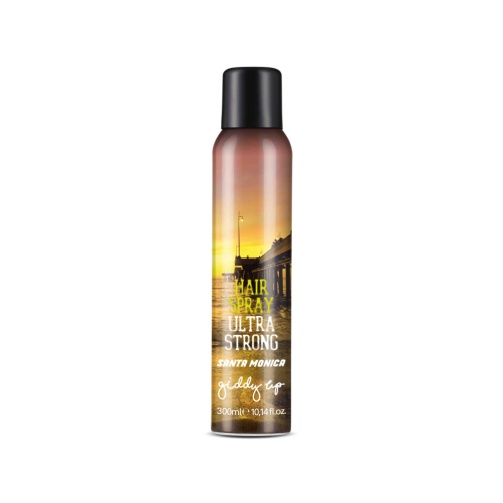 HAIR
SPRAY
ULTRA
STRONG
SANTA MONICA
giddy up
300ml ℮ 10,14 fl.oz.